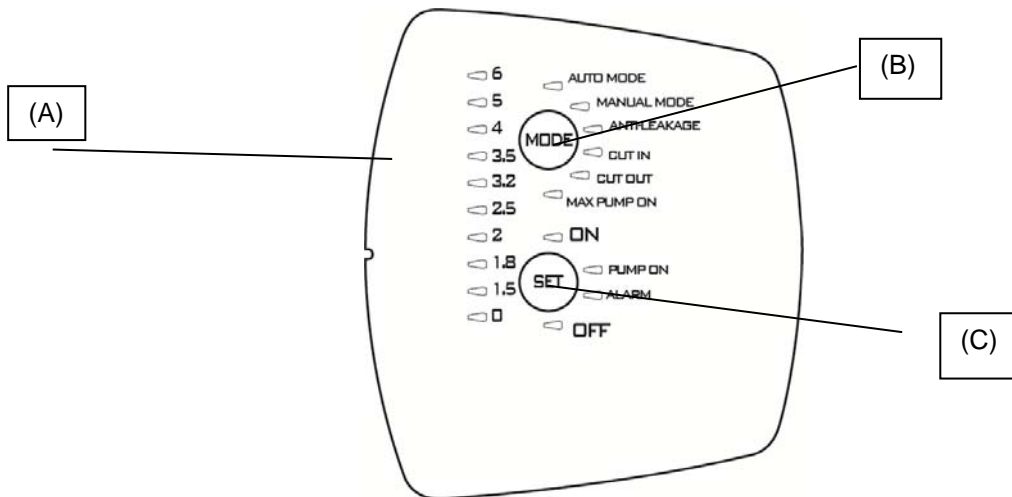 (A)
(B)
(C)
6
5
4
3.5
3.2
2.5
2
1.8
1.5
0
AUTO MODE
MANUAL MODE
ANTI-LEAKAGE
CUT IN
CUT OUT
MAX PUMP ON
MODE
ON
PUMP ON
ALARM
SET
OFF